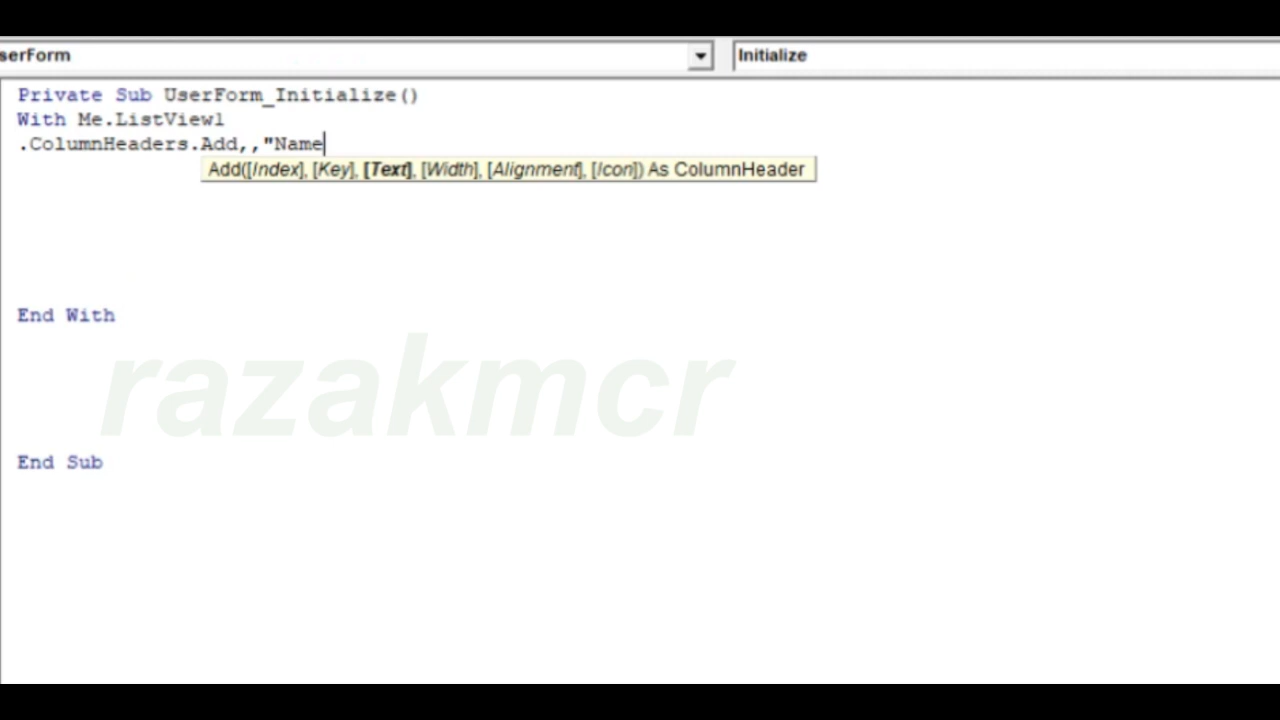 serForm
Initialize
Private Sub UserForm_Initialize()
With Me.ListView1
.ColumnHeaders.Add,,"Name
Add([Index], [Key], [Text], [Width], [Alignment], [Icon]) As ColumnHeader
End With
razakmcr
End Sub